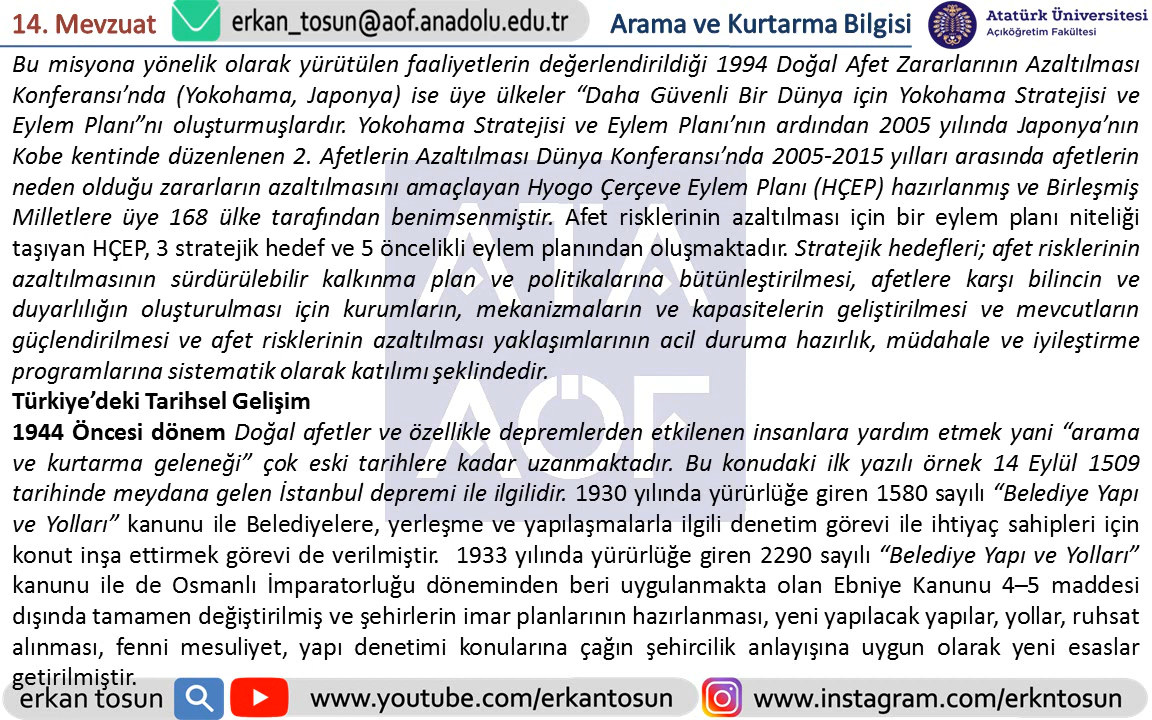 14. Mevzuat erkan_tosun@aof.anadolu.edu.tr Arama ve Kurtarma Bilgisi Atatürk Üniversitesi
Açıköğretim Fakültesi
Bu misyona yönelik olarak yürütülen faaliyetlerin değerlendirildiği 1994 Doğal Afet Zararlarının Azaltılması
Konferansı’nda (Yokohama, Japonya) ise üye ülkeler “Daha Güvenli Bir Dünya için Yokohama Stratejisi ve
Eylem Planı”nı oluşturmuşlardır. Yokohama Stratejisi ve Eylem Planı’nın ardından 2005 yılında Japonya’nın
Kobe kentinde düzenlenen 2. Afetlerin Azaltılması Dünya Konferansı’nda 2005-2015 yılları arasında afetlerin
neden olduğu zararların azaltılmasını amaçlayan Hyogo Çerçeve Eylem Planı (HÇEP) hazırlanmış ve Birleşmiş
Milletlere üye 168 ülke tarafından benimsenmiştir. Afet risklerinin azaltılması için bir eylem planı niteliği
taşıyan HÇEP, 3 stratejik hedef ve 5 öncelikli eylem planından oluşmaktadır. Stratejik hedefleri; afet risklerinin
azaltılmasının sürdürülebilir kalkınma plan ve politikalarına bütünleştirilmesi, afetlere karşı bilincin ve
duyarlılığın oluşturulması için kurumların, mekanizmaların ve kapasitelerin geliştirilmesi ve mevcutların
güçlendirilmesi ve afet risklerinin azaltılması yaklaşımlarının acil duruma hazırlık, müdahale ve iyileştirme
programlarına sistematik olarak katılımı şeklindedir.
Türkiye’deki Tarihsel Gelişim
1944 Öncesi dönem Doğal afetler ve özellikle depremlerden etkilenen insanlara yardım etmek yani “arama
ve kurtarma geleneği” çok eski tarihlere kadar uzanmaktadır. Bu konudaki ilk yazılı örnek 14 Eylül 1509
tarihinde meydana gelen İstanbul depremi ile ilgilidir. 1930 yılında yürürlüğe giren 1580 sayılı “Belediye Yapı
ve Yolları” kanunu ile Belediyelere, yerleşme ve yapılaşmalarla ilgili denetim görevi ile ihtiyaç sahipleri için
konut inşa ettirmek görevi de verilmiştir. 1933 yılında yürürlüğe giren 2290 sayılı “Belediye Yapı ve Yolları”
kanunu ile de Osmanlı İmparatorluğu döneminden beri uygulanmakta olan Ebniye Kanunu 4–5 maddesi
dışında tamamen değiştirilmiş ve şehirlerin imar planlarının hazırlanması, yeni yapılacak yapılar, yollar, ruhsat
alınması, fenni mesuliyet, yapı denetimi konularına çağın şehircilik anlayışına uygun olarak yeni esaslar
getirilmiştir.
erkan tosun www.youtube.com/erkantosun www.instagram.com/erkntosun
ATA
AÖF